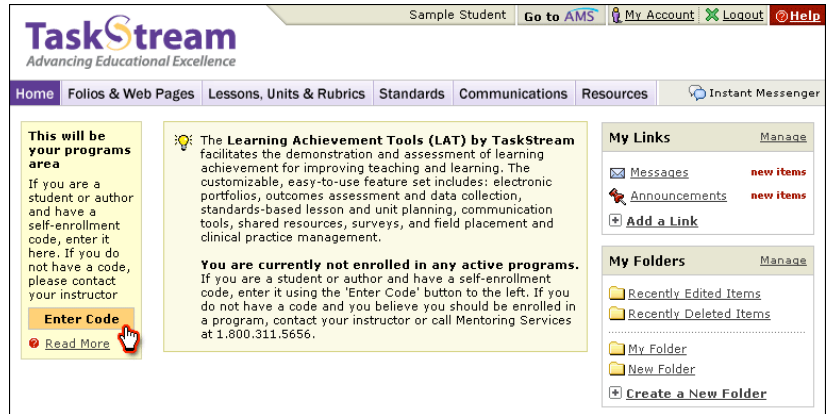 Sample Student Go to AMS My Account Logout Help
TaskStream
Advancing Educational Excellence
Home Folios & Web Pages Lessons, Units & Rubrics Standards Communications Resources Instant Messenger
This will be
your programs
area
If you are a
student or author
and have a
self-enrollment
code, enter it
here. If you do
not have a code,
please contact
your instructor
Enter Code
Read More
The Learning Achievement Tools (LAT) by TaskStream
facilitates the demonstration and assessment of learning
achievement for improving teaching and learning. The
customizable, easy-to-use feature set includes: electronic
portfolios, outcomes assessment and data collection,
standards-based lesson and unit planning, communication
tools, shared resources, surveys, and field placement and
clinical practice management.
You are currently not enrolled in any active programs.
If you are a student or author and have a self-enrollment
code, enter it using the 'Enter Code' button to the left. If you
do not have a code and you believe you should be enrolled in
a program, contact your instructor or call Mentoring Services
at 1.800.311.5656.
My Links Manage
Messages new items
Announcements new items
Add a Link
My Folders Manage
Recently Edited Items
Recently Deleted Items
My Folder
New Folder
Create a New Folder